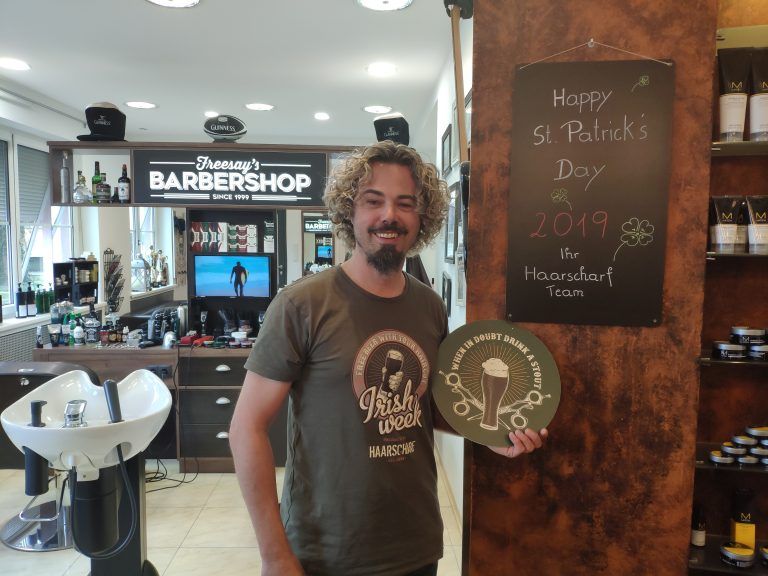 Freesay's
BARBERSHOP
SINCE 1999
GUINNESS
BARBERSHOP
Happy
St. Patrick's
Day
2019
Ihr
Haarscharf
Team
WHEN IN DOUBT DRINK A STOUT
Irish
week
HAARSCHARF
M
M
M
M